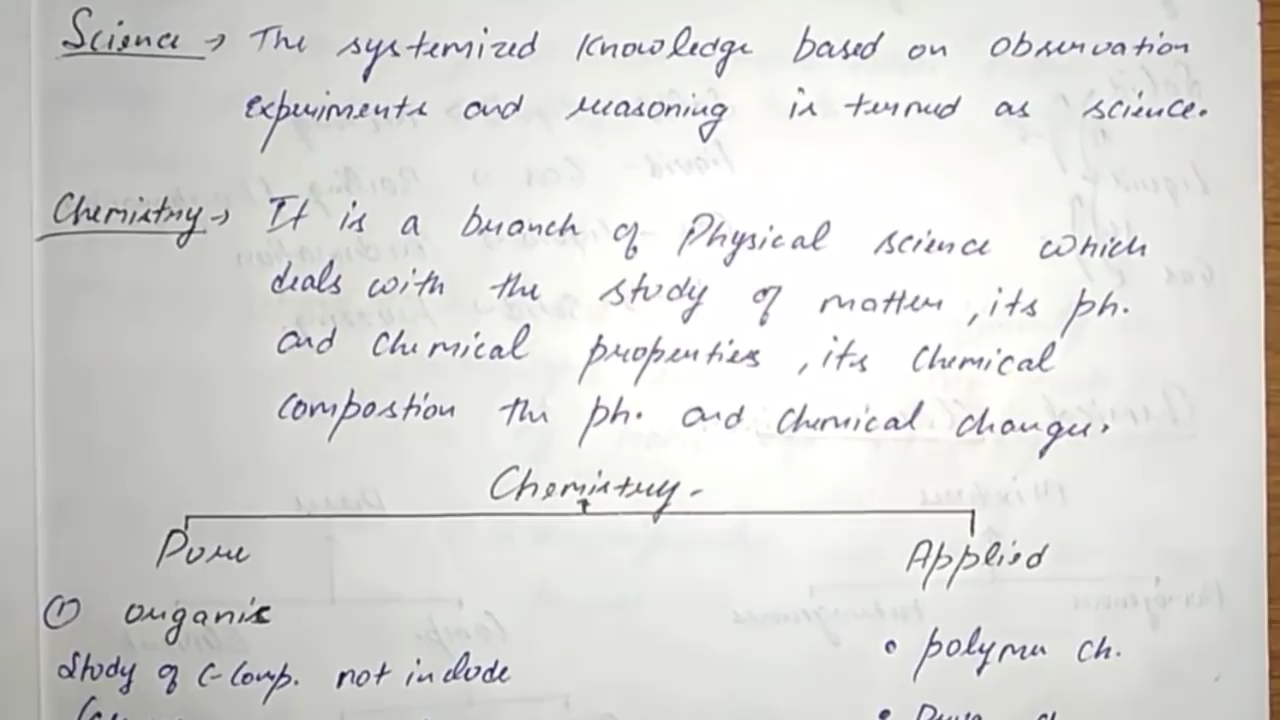 Science → The systemized knowledge based on observation
experiments and reasoning is termed as science.
Chemistry → It is a branch of Physical science which
deals with the study of matter, its ph.
and chemical properties, its chemical
compostion the ph. and chemical change.
Chemistry -
Pure
Applied
① organic
• polymer ch.
Study of C-Comp. not include